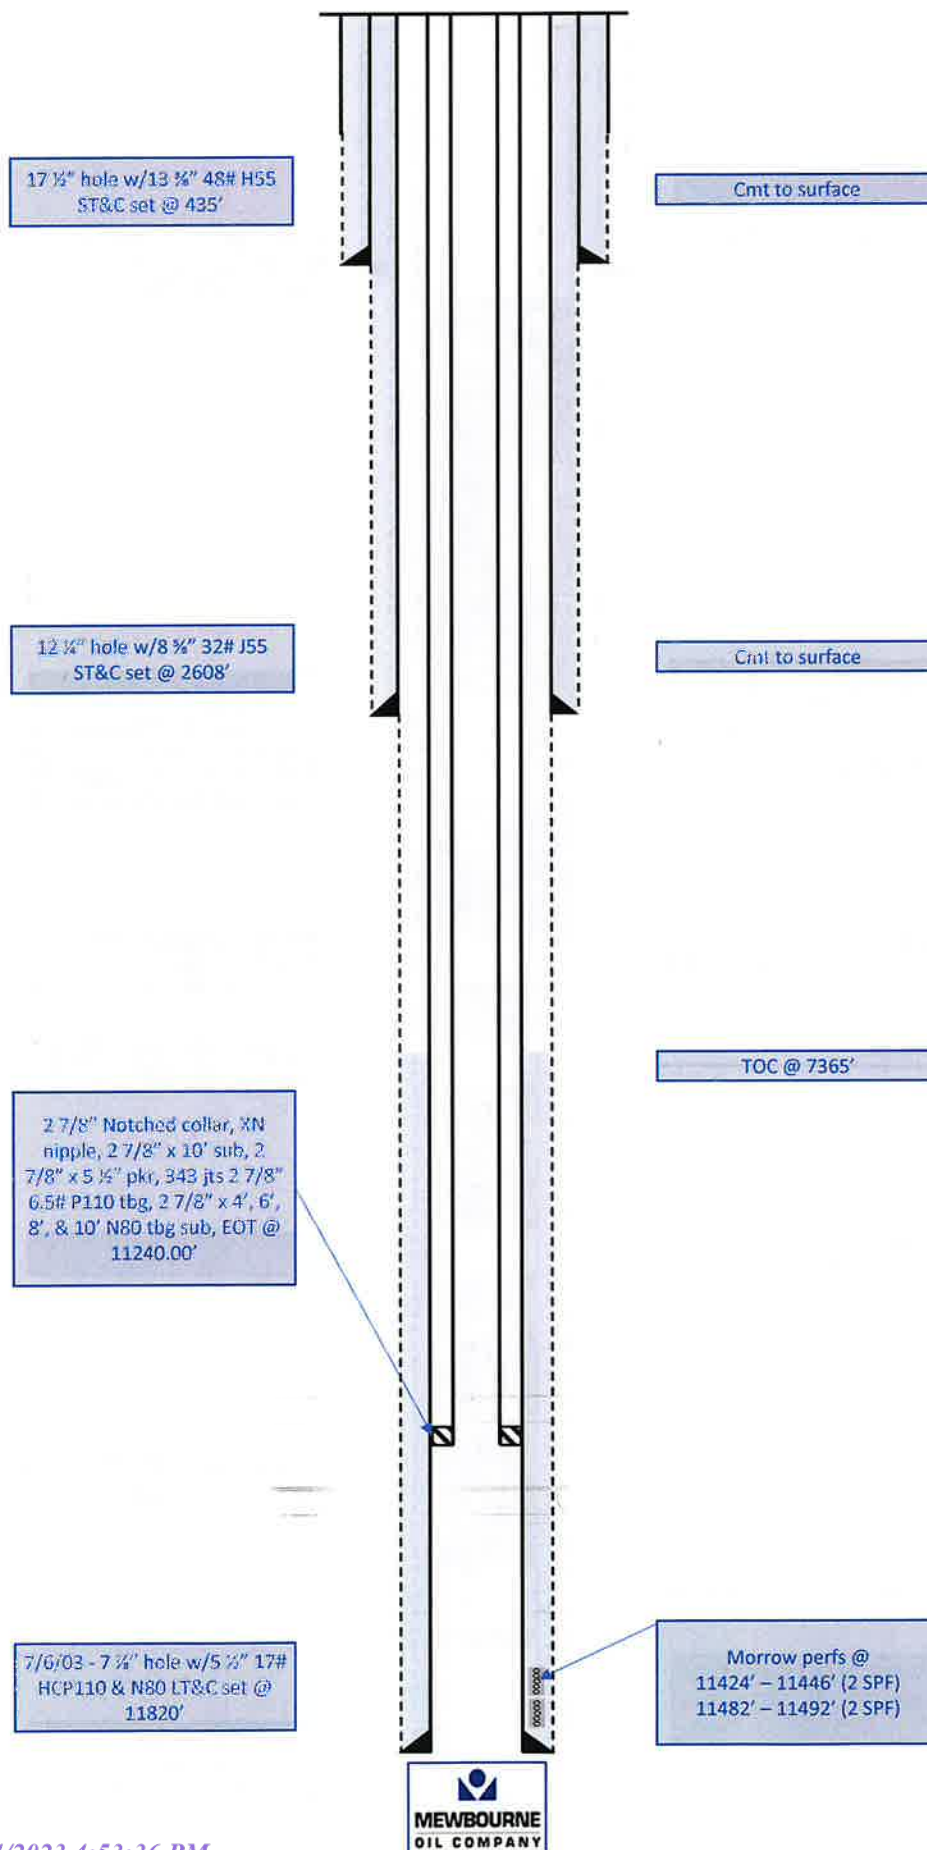 17 ½" hole w/13 ⅜" 48# H55
ST&C set @ 435'
Cmt to surface
12 ¼" hole w/8 ⅝" 32# J55
ST&C set @ 2608'
Cmt to surface
TOC @ 7365'
2 7/8" Notched collar, XN
nipple, 2 7/8" x 10' sub, 2
7/8" x 5 ½" pkr, 343 jts 2 7/8"
6.5# P110 tbg, 2 7/8" x 4', 6',
8', & 10' N80 tbg sub, EOT @
11240.00'
7/6/03 - 7 ⅞" hole w/5 ½" 17#
HCP110 & N80 LT&C set @
11820'
Morrow perfs @
11424' – 11446' (2 SPF)
11482' – 11492' (2 SPF)
MEWBOURNE
OIL COMPANY
/2023 4:53:36 PM